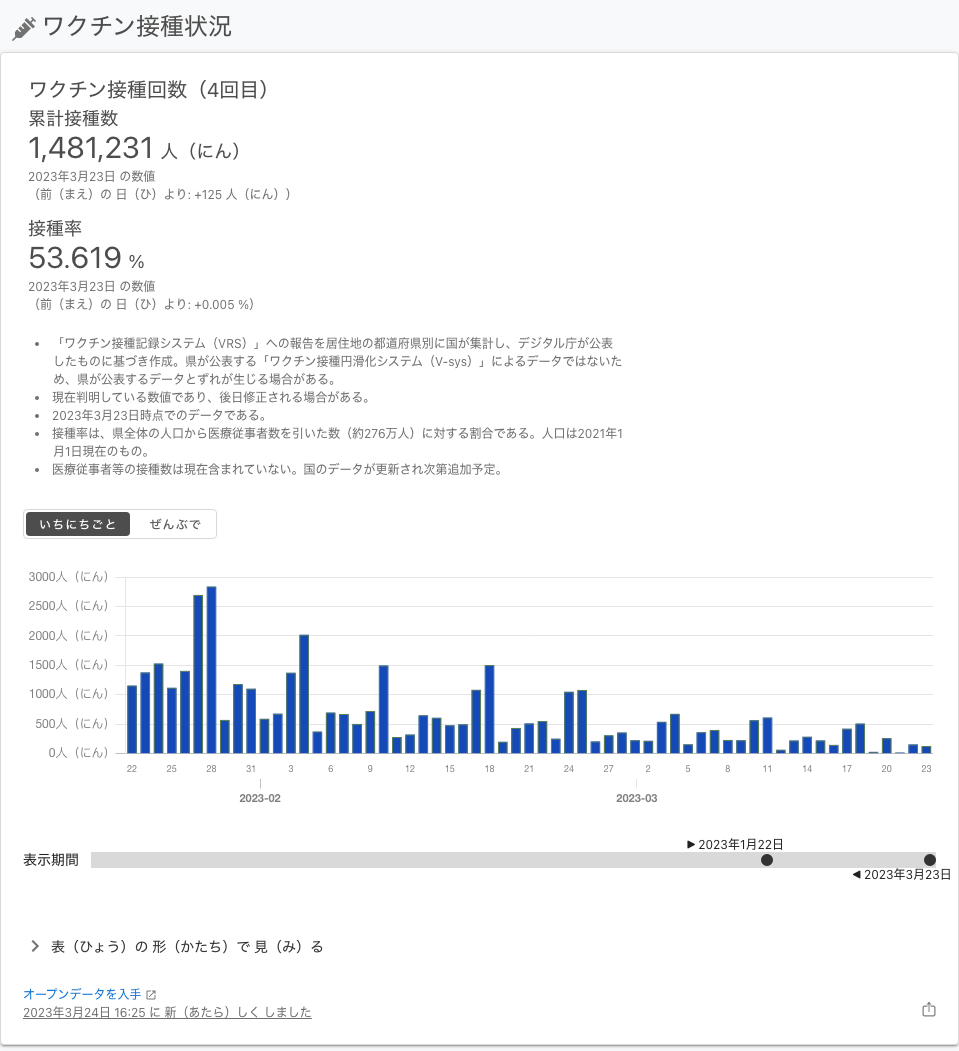 ワクチン接種状況
ワクチン接種回数（4回目）
累計接種数
1,481,231 人（にん）
2023年3月23日 の数値
（前（まえ）の 日（ひ）より: +125 人（にん））
接種率
53.619 %
2023年3月23日 の数値
（前（まえ）の 日（ひ）より: +0.005 %）
「ワクチン接種記録システム（VRS）」への報告を居住地の都道府県別に国が集計し、デジタル庁が公表
したものに基づき作成。県が公表する「ワクチン接種円滑化システム（V-sys）」によるデータではないた
め、県が公表するデータとずれが生じる場合がある。
現在判明している数値であり、後日修正される場合がある。
2023年3月23日時点でのデータである。
接種率は、県全体の人口から医療従事者数を引いた数（約276万人）に対する割合である。人口は2021年1
月1日現在のもの。
医療従事者等の接種数は現在含まれていない。国のデータが更新され次第追加予定。
いちにちごと ぜんぶで
3000人（にん）
2500人（にん）
2000人（にん）
1500人（にん）
1000人（にん）
500人（にん）
0人（にん）
22 25 28 31 3 6 9 12 15 18 21 24 27 2 5 8 11 14 17 20 23
2023-02 2023-03
▶ 2023年1月22日
表示期間
◀ 2023年3月23日
表（ひょう）の 形（かたち）で 見（み）る
オープンデータを入手
2023年3月24日 16:25 に 新（あたら）しく しました